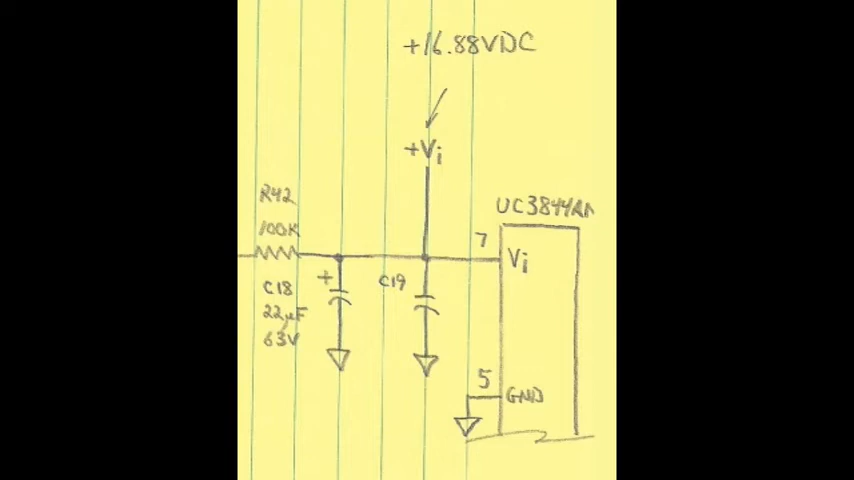 +16.88VDC
+Vi
R42
100K
UC3844AN
7
Vi
+
C19
C18
22µF
63V
5
GND